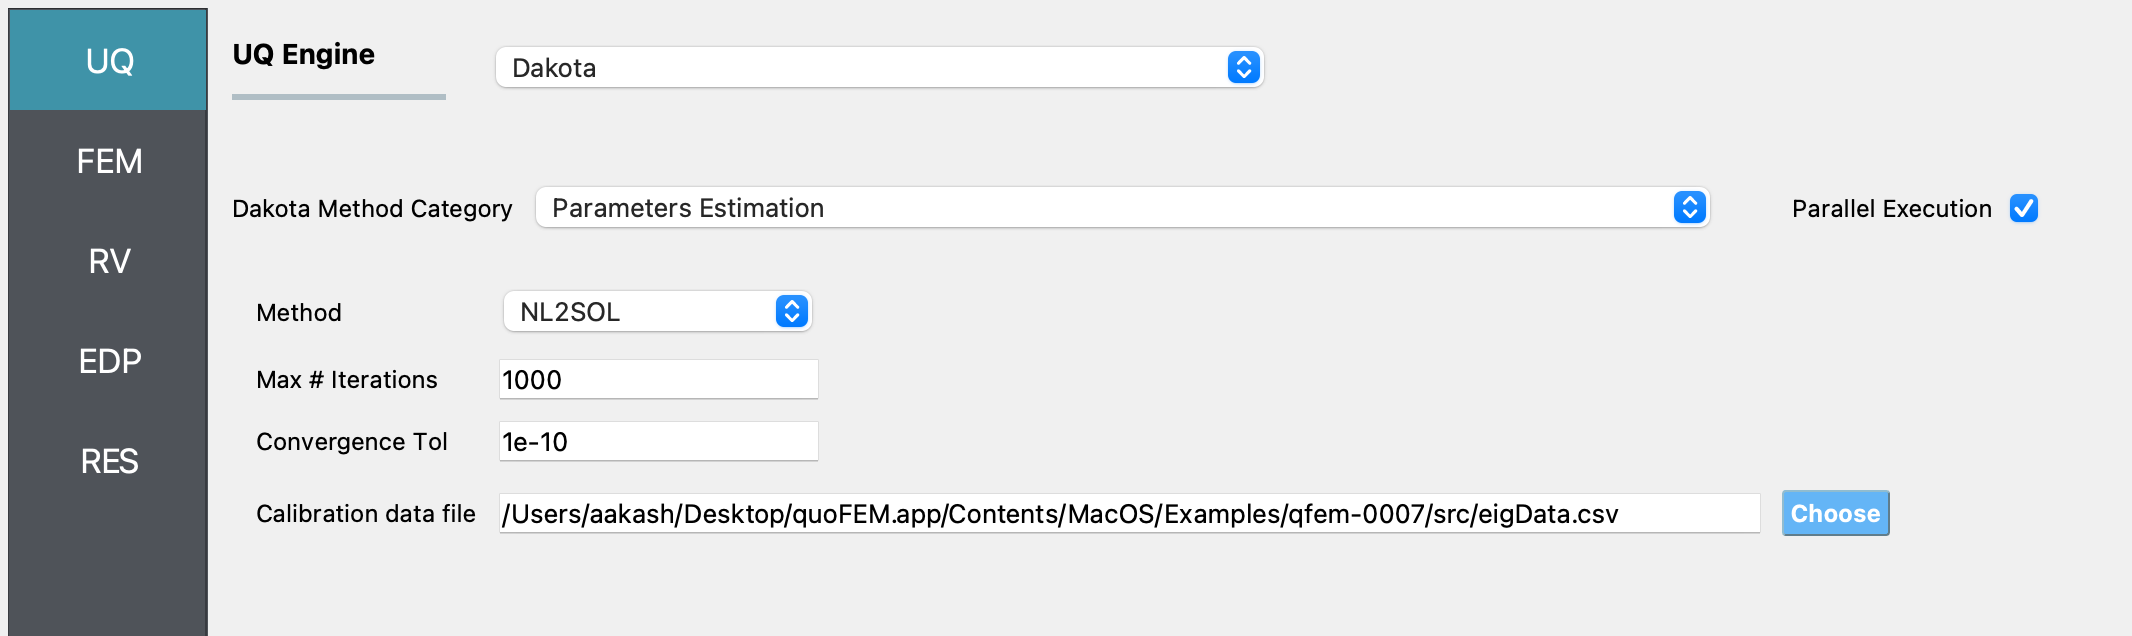 UQ
FEM
RV
EDP
RES
UQ Engine
Dakota
Dakota Method Category
Parameters Estimation
Parallel Execution
Method
NL2SOL
Max # Iterations
1000
Convergence Tol
1e-10
Calibration data file
/Users/aakash/Desktop/quoFEM.app/Contents/MacOS/Examples/qfem-0007/src/eigData.csv
Choose